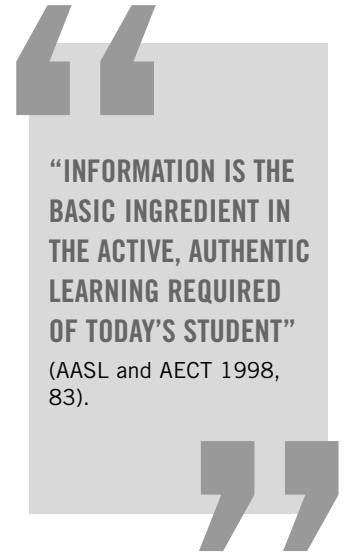 “INFORMATION IS THE
BASIC INGREDIENT IN
THE ACTIVE, AUTHENTIC
LEARNING REQUIRED
OF TODAY’S STUDENT”
(AASL and AECT 1998,
83).